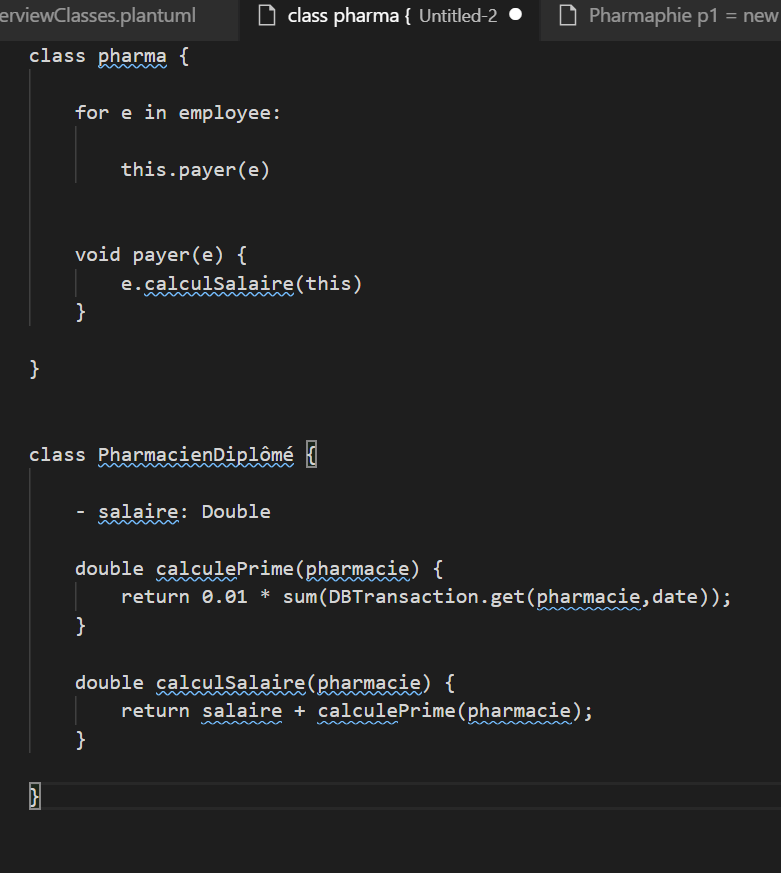 erviewClasses.plantuml class pharma { Untitled-2 Pharmaphie p1 = new
class pharma {
for e in employee:
this.payer(e)
void payer(e) {
e.calculSalaire(this)
}
}
class PharmacienDiplômé {
- salaire: Double
double calculePrime(pharmacie) {
return 0.01 * sum(DBTransaction.get(pharmacie,date));
}
double calculSalaire(pharmacie) {
return salaire + calculePrime(pharmacie);
}
}